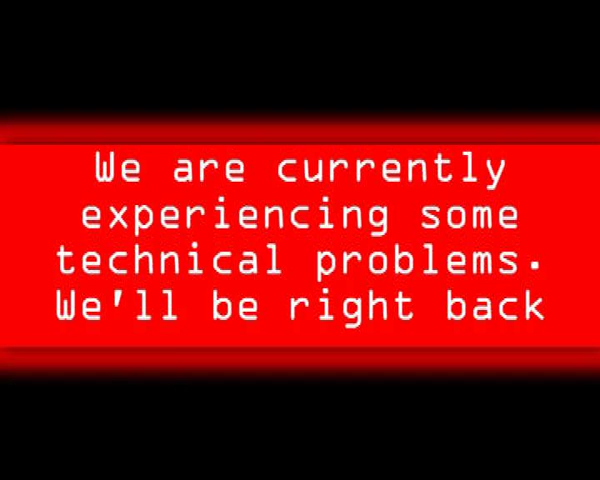 We are currently
experiencing some
technical problems.
We'll be right back